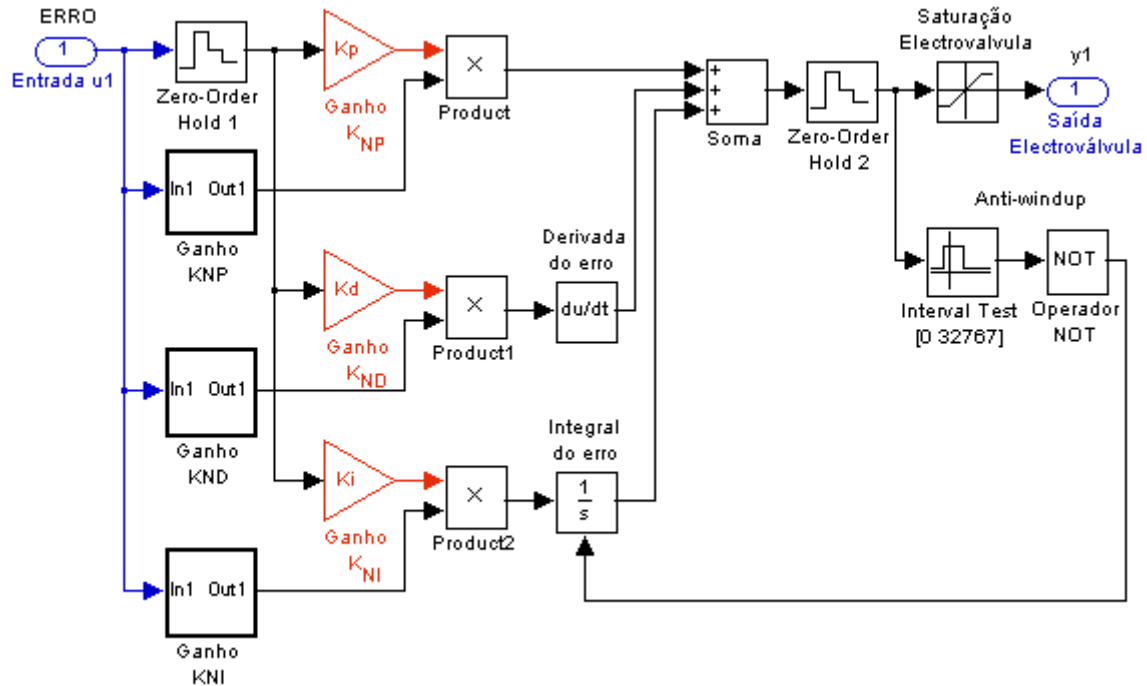 ERRO
1
Entrada u1
Zero-Order
Hold 1
Kp
Ganho
K_NP
×
Product
+
+
+
Soma
Zero-Order
Hold 2
Saturação
Electrovalvula
y1
1
Saída
Electroválvula
In1 Out1
Ganho
KNP
Kd
Ganho
K_ND
×
Product1
Derivada
do erro
du/dt
Anti-windup
Interval Test
[0 32767]
NOT
Operador
NOT
In1 Out1
Ganho
KND
Ki
Ganho
K_NI
×
Product2
Integral
do erro
1
s
In1 Out1
Ganho
KNI